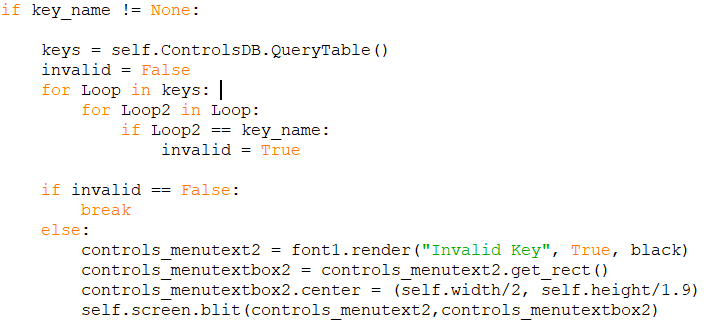 if key_name != None:
keys = self.ControlsDB.QueryTable()
invalid = False
for Loop in keys:
for Loop2 in Loop:
if Loop2 == key_name:
invalid = True
if invalid == False:
break
else:
controls_menutext2 = font1.render("Invalid Key", True, black)
controls_menutextbox2 = controls_menutext2.get_rect()
controls_menutextbox2.center = (self.width/2, self.height/1.9)
self.screen.blit(controls_menutext2,controls_menutextbox2)